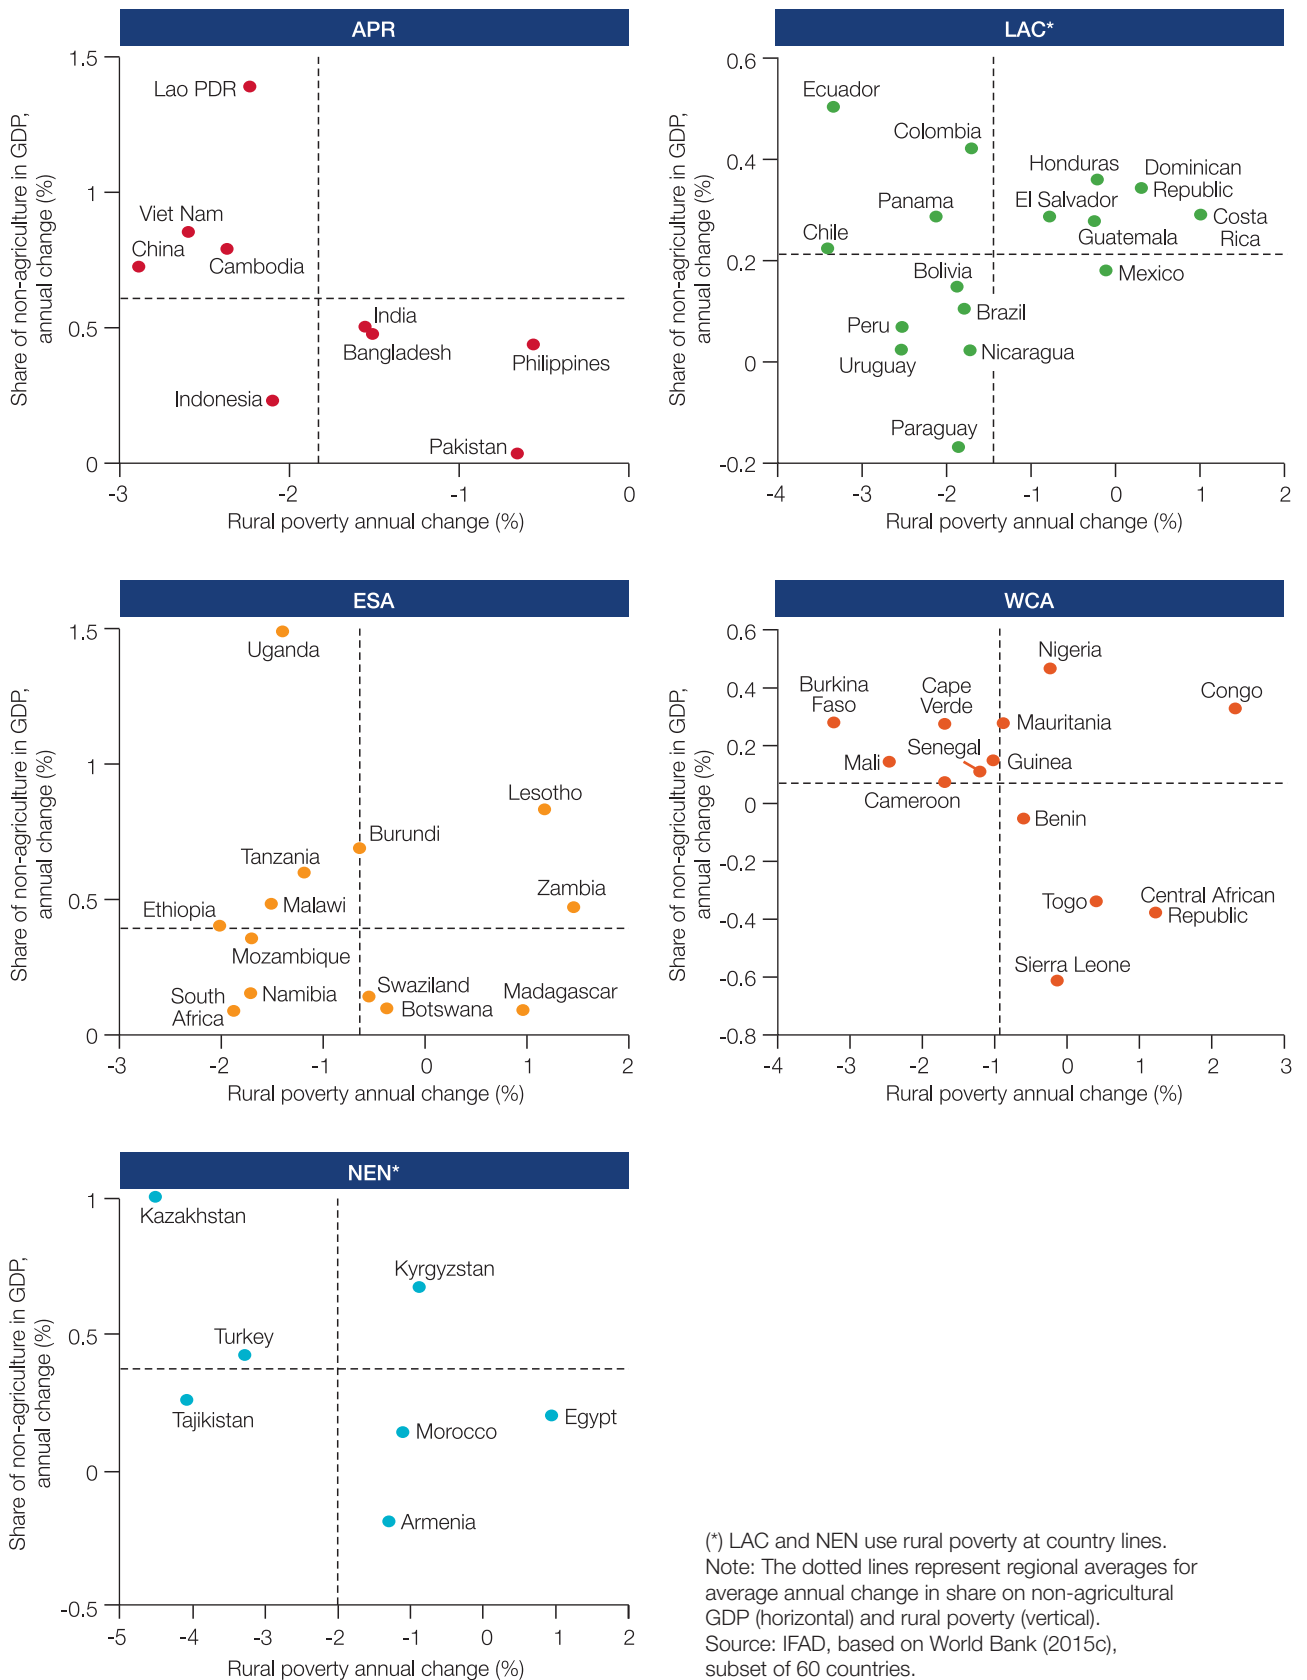 APR
Share of non-agriculture in GDP,
annual change (%)
1.5
1
0.5
0
Lao PDR
Viet Nam
China
Cambodia
India
Bangladesh
Philippines
Indonesia
Pakistan
-3
-2
-1
0
Rural poverty annual change (%)
LAC*
Share of non-agriculture in GDP,
annual change (%)
0.6
0.4
0.2
0
-0.2
Ecuador
Colombia
Honduras
Dominican
Republic
Panama
El Salvador
Chile
Guatemala
Costa
Rica
Bolivia
Mexico
Brazil
Peru
Uruguay
Nicaragua
Paraguay
-4
-3
-2
-1
0
1
2
Rural poverty annual change (%)
ESA
Share of non-agriculture in GDP,
annual change (%)
1.5
1
0.5
0
Uganda
Lesotho
Burundi
Tanzania
Zambia
Ethiopia
Malawi
Mozambique
South
Africa
Namibia
Swaziland
Botswana
Madagascar
-3
-2
-1
0
1
2
Rural poverty annual change (%)
WCA
Share of non-agriculture in GDP,
annual change (%)
0.6
0.4
0.2
0
-0.2
-0.4
-0.6
-0.8
Nigeria
Burkina
Faso
Cape
Verde
Congo
Mauritania
Senegal
Mali
Guinea
Cameroon
Benin
Togo
Central African
Republic
Sierra Leone
-4
-3
-2
-1
0
1
2
3
Rural poverty annual change (%)
NEN*
Share of non-agriculture in GDP,
annual change (%)
1
0.5
0
-0.5
Kazakhstan
Kyrgyzstan
Turkey
Tajikistan
Morocco
Egypt
Armenia
-5
-4
-3
-2
-1
0
1
2
Rural poverty annual change (%)
(*) LAC and NEN use rural poverty at country lines.
Note: The dotted lines represent regional averages for
average annual change in share on non-agricultural
GDP (horizontal) and rural poverty (vertical).
Source: IFAD, based on World Bank (2015c),
subset of 60 countries.